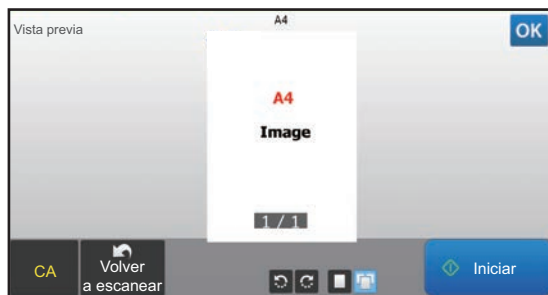 A4
Vista previa
OK
A4
Image
1 / 1
CA
Volver
a escanear
Iniciar